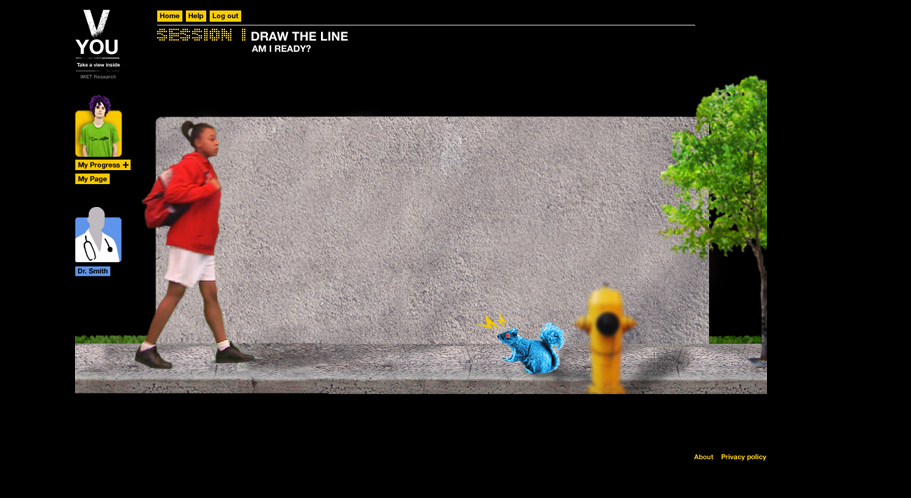 V
YOU
Take a view inside
iMET Research
Home Help Log out
SESSION 1 DRAW THE LINE
AM I READY?
My Progress +
My Page
Dr. Smith
About Privacy policy